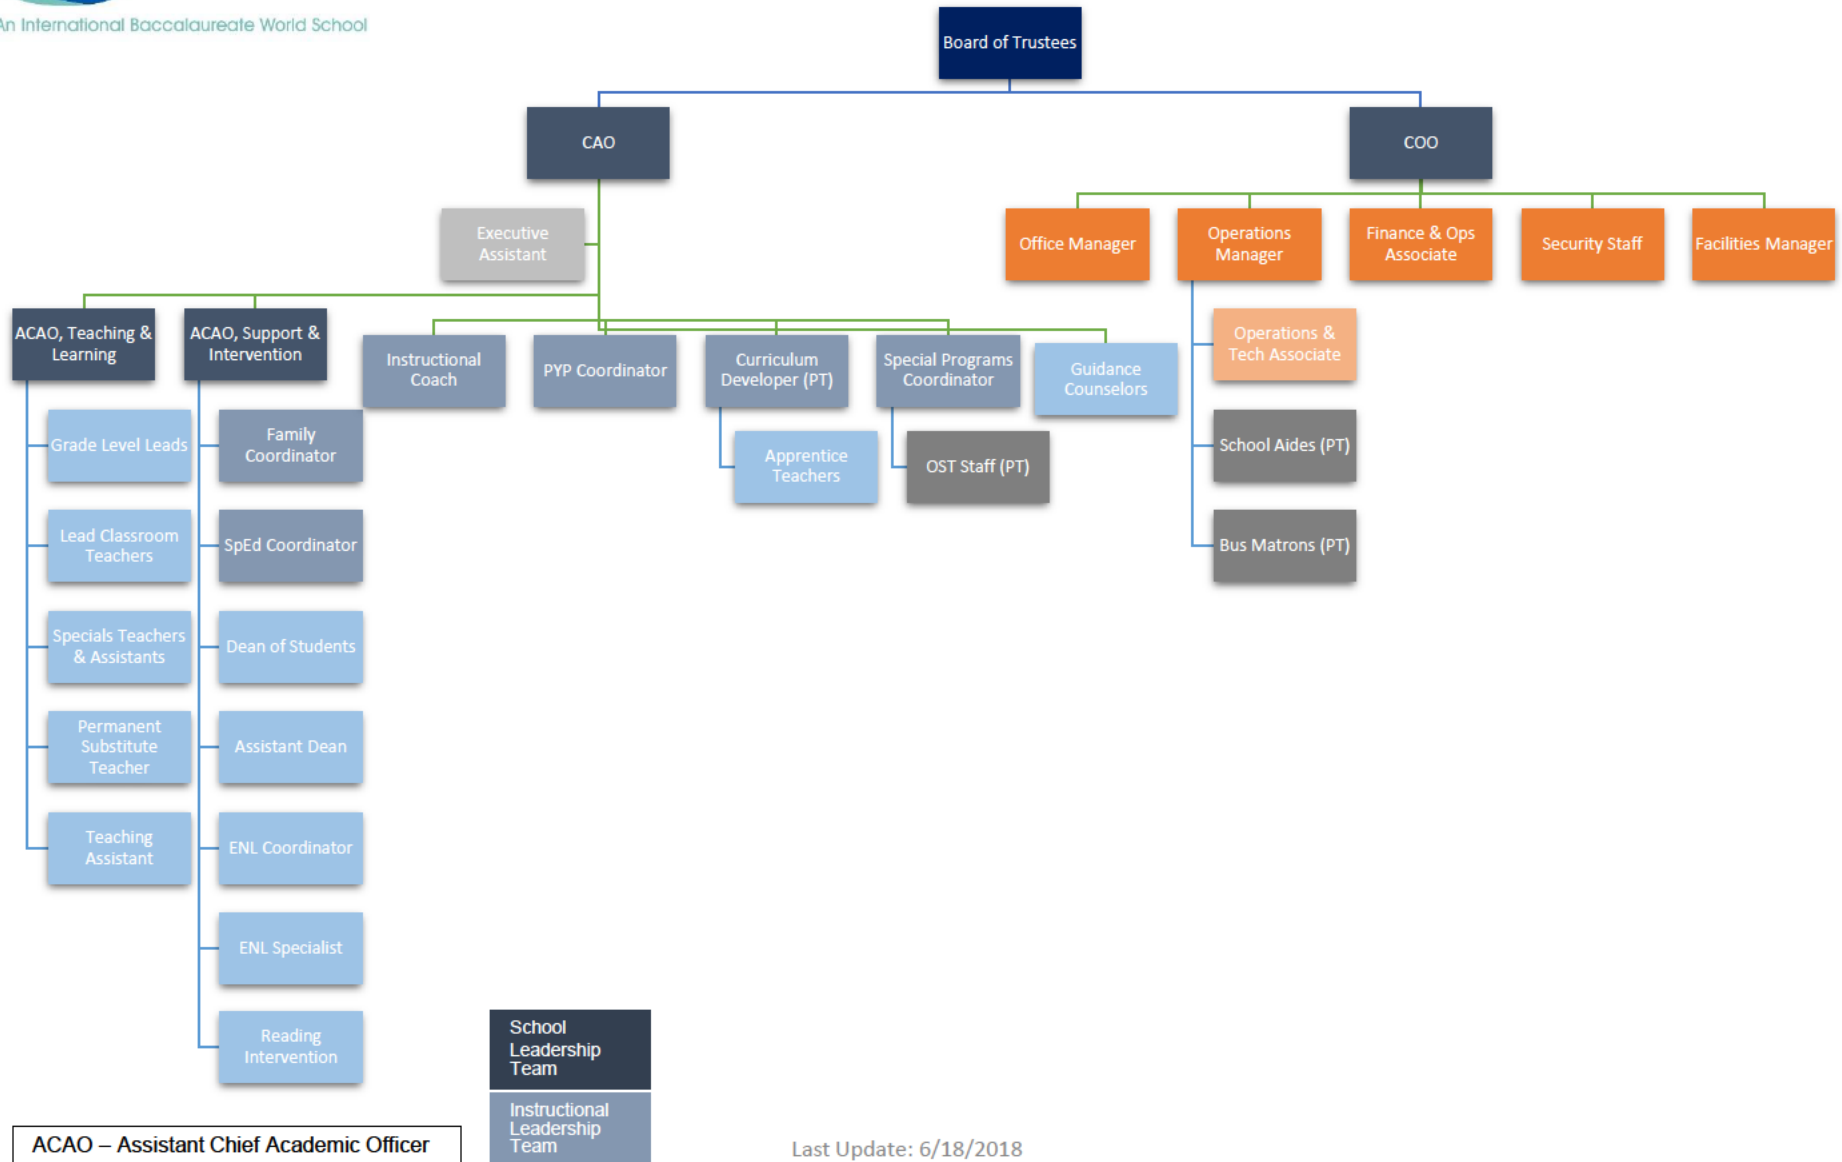 An International Baccalaureate World School
Board of Trustees
CAO
COO
Executive
Assistant
Office Manager
Operations
Manager
Finance & Ops
Associate
Security Staff
Facilities Manager
ACAO, Teaching &
Learning
ACAO, Support &
Intervention
Instructional
Coach
PYP Coordinator
Curriculum
Developer (PT)
Special Programs
Coordinator
Guidance
Counselors
Operations &
Tech Associate
Grade Level Leads
Family
Coordinator
Apprentice
Teachers
OST Staff (PT)
School Aides (PT)
Lead Classroom
Teachers
SpEd Coordinator
Bus Matrons (PT)
Specials Teachers
& Assistants
Dean of Students
Permanent
Substitute
Teacher
Assistant Dean
Teaching
Assistant
ENL Coordinator
ENL Specialist
Reading
Intervention
School
Leadership
Team
Instructional
Leadership
Team
ACAO – Assistant Chief Academic Officer
Last Update: 6/18/2018